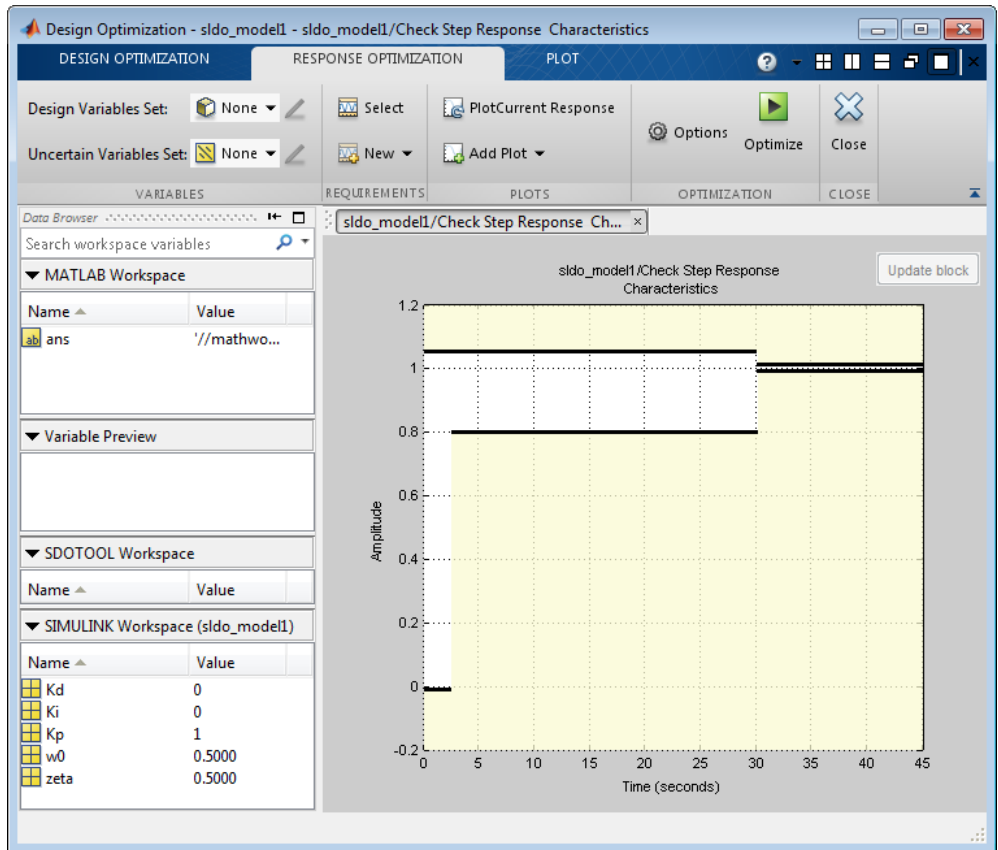 Design Optimization - sldo_model1 - sldo_model1/Check Step Response Characteristics
DESIGN OPTIMIZATION RESPONSE OPTIMIZATION PLOT
Design Variables Set: None
Uncertain Variables Set: None
VARIABLES
Select
New
REQUIREMENTS
PlotCurrent Response
Add Plot
PLOTS
Options
Optimize
OPTIMIZATION
Close
CLOSE
Data Browser
Search workspace variables
MATLAB Workspace
Name Value
ab ans '//mathwo...
Variable Preview
SDOTOOL Workspace
Name Value
SIMULINK Workspace (sldo_model1)
Name Value
Kd 0
Ki 0
Kp 1
w0 0.5000
zeta 0.5000
sldo_model1/Check Step Response Ch... ×
Update block
sldo_model1/Check Step Response
Characteristics
1.2
1
0.8
0.6
0.4
0.2
0
-0.2
Amplitude
0 5 10 15 20 25 30 35 40 45
Time (seconds)